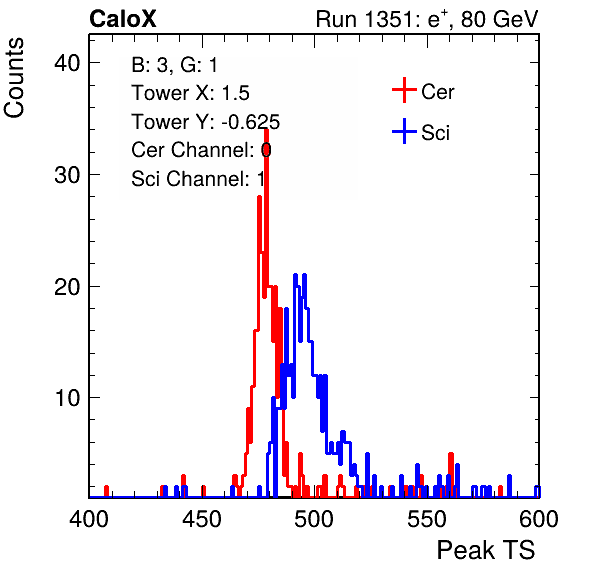 CaloX Run 1351: e⁺, 80 GeV
Counts
B: 3, G: 1
Tower X: 1.5
Tower Y: -0.625
Cer Channel: 0
Sci Channel: 1
Cer
Sci
40
30
20
10
400 450 500 550 600
Peak TS